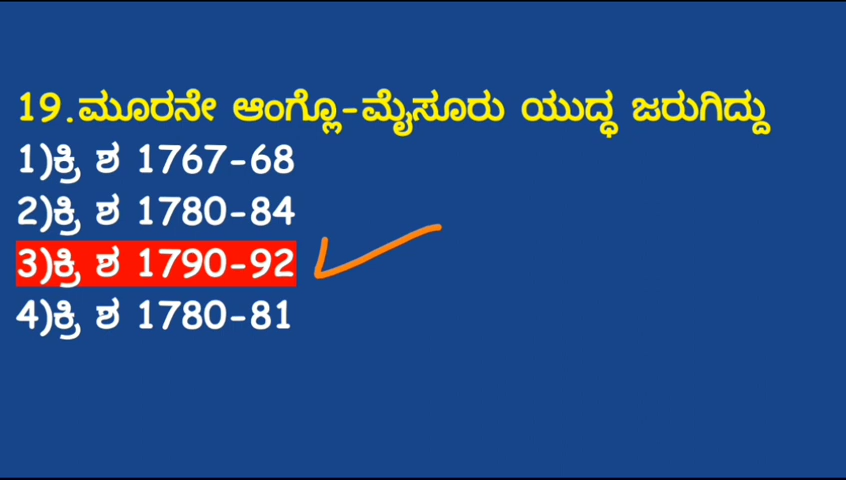 19.ಮೂರನೇ ಆಂಗ್ಲೊ-ಮೈಸೂರು ಯುದ್ಧ ಜರುಗಿದ್ದು
1)ಕ್ರಿ ಶ 1767-68
2)ಕ್ರಿ ಶ 1780-84
3)ಕ್ರಿ ಶ 1790-92
4)ಕ್ರಿ ಶ 1780-81